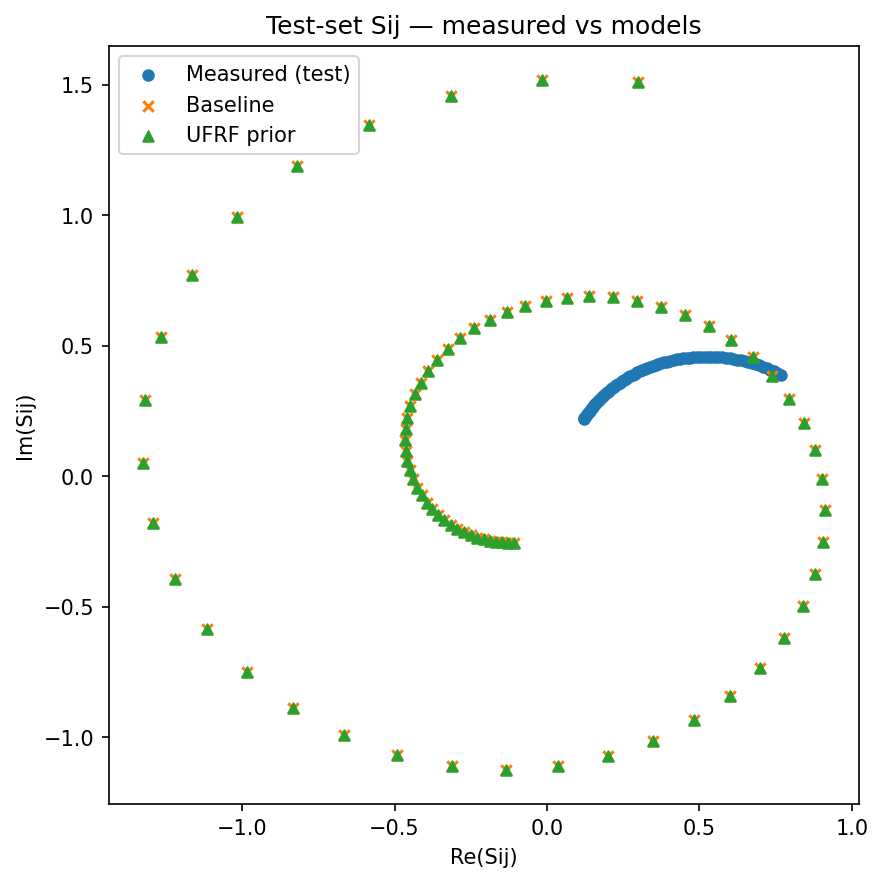 Test-set Sij — measured vs models
Measured (test)
Baseline
UFRF prior
1.5
1.0
0.5
0.0
−0.5
−1.0
Im(Sij)
−1.0
−0.5
0.0
0.5
1.0
Re(Sij)